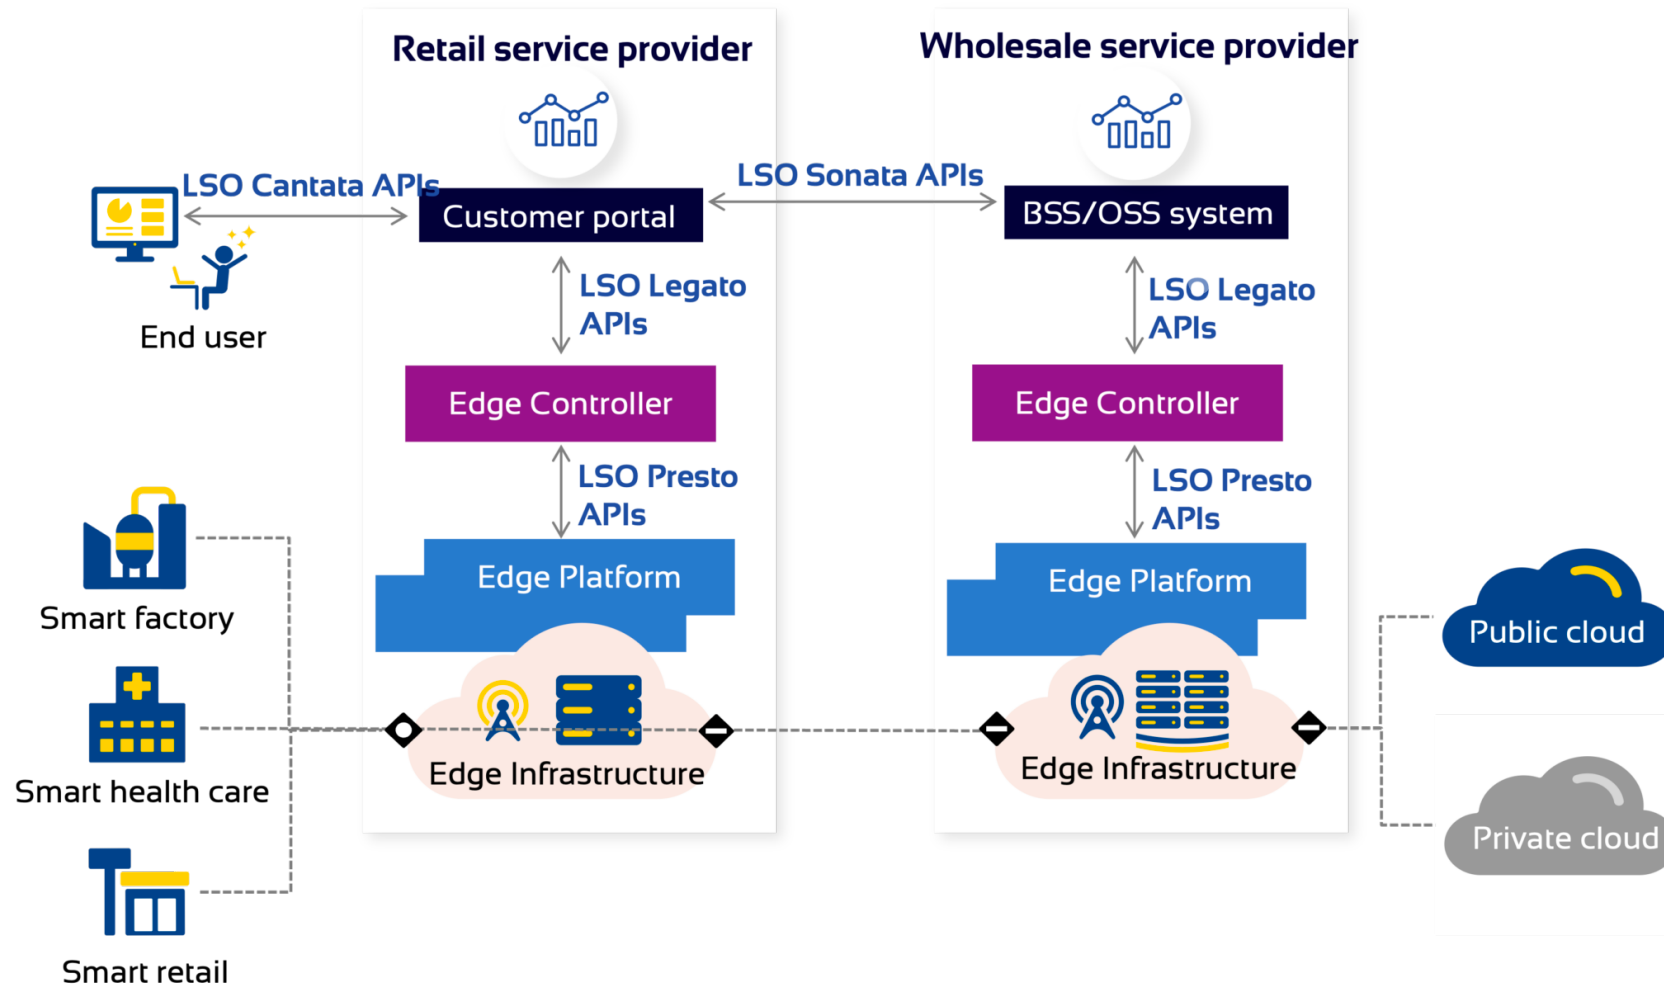 Retail service provider
Wholesale service provider
LSO Cantata APIs
LSO Sonata APIs
Customer portal
BSS/OSS system
End user
LSO Legato
APIs
LSO Legato
APIs
Edge Controller
Edge Controller
LSO Presto
APIs
LSO Presto
APIs
Smart factory
Edge Platform
Edge Platform
Public cloud
Smart health care
Edge Infrastructure
Edge Infrastructure
Private cloud
Smart retail